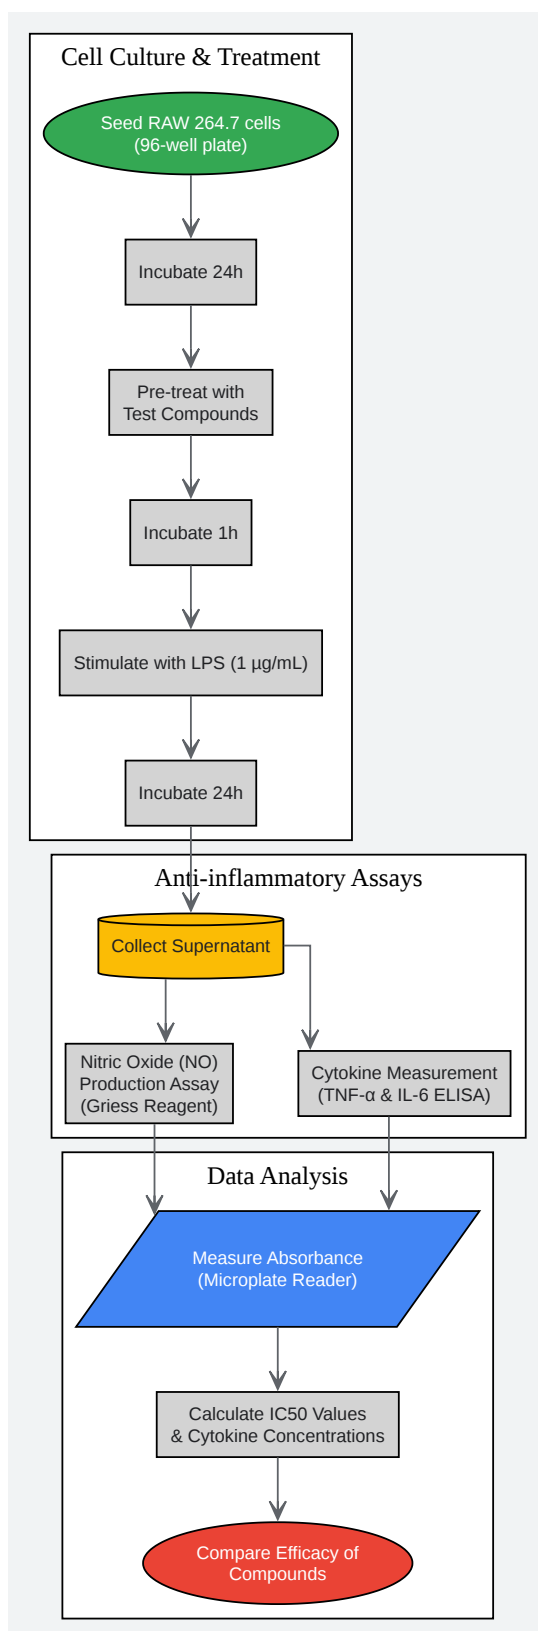 Cell Culture & Treatment
Seed RAW 264.7 cells
(96-well plate)
Incubate 24h
Pre-treat with
Test Compounds
Incubate 1h
Stimulate with LPS (1 µg/mL)
Incubate 24h
Anti-inflammatory Assays
Collect Supernatant
Nitric Oxide (NO)
Production Assay
(Griess Reagent)
Cytokine Measurement
(TNF-α & IL-6 ELISA)
Data Analysis
Measure Absorbance
(Microplate Reader)
Calculate IC50 Values
& Cytokine Concentrations
Compare Efficacy of
Compounds